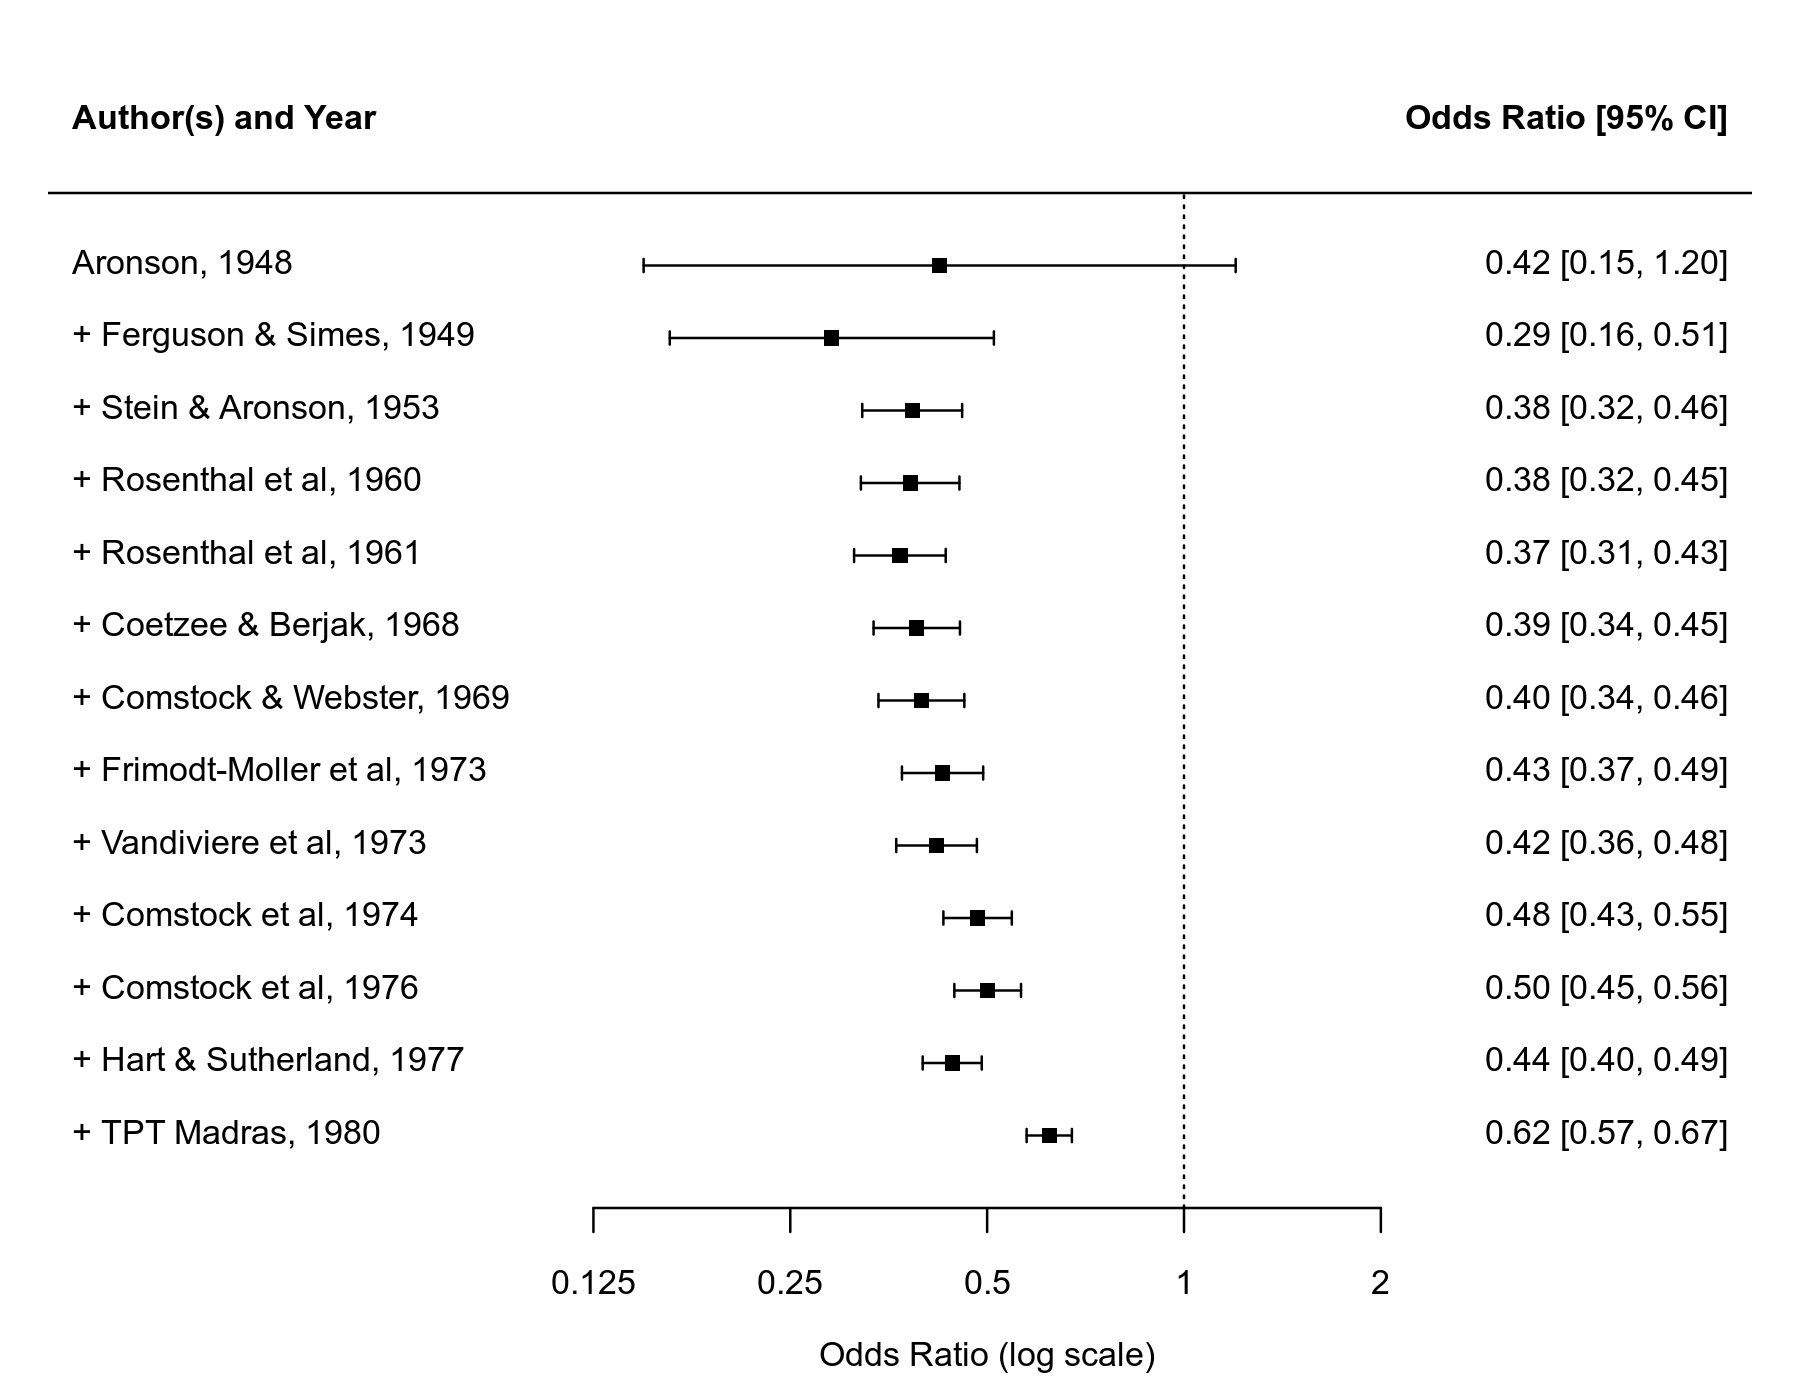 Author(s) and Year Odds Ratio [95% CI]
Aronson, 1948 0.42 [0.15, 1.20]
+ Ferguson & Simes, 1949 0.29 [0.16, 0.51]
+ Stein & Aronson, 1953 0.38 [0.32, 0.46]
+ Rosenthal et al, 1960 0.38 [0.32, 0.45]
+ Rosenthal et al, 1961 0.37 [0.31, 0.43]
+ Coetzee & Berjak, 1968 0.39 [0.34, 0.45]
+ Comstock & Webster, 1969 0.40 [0.34, 0.46]
+ Frimodt-Moller et al, 1973 0.43 [0.37, 0.49]
+ Vandiviere et al, 1973 0.42 [0.36, 0.48]
+ Comstock et al, 1974 0.48 [0.43, 0.55]
+ Comstock et al, 1976 0.50 [0.45, 0.56]
+ Hart & Sutherland, 1977 0.44 [0.40, 0.49]
+ TPT Madras, 1980 0.62 [0.57, 0.67]
0.125 0.25 0.5 1 2
Odds Ratio (log scale)